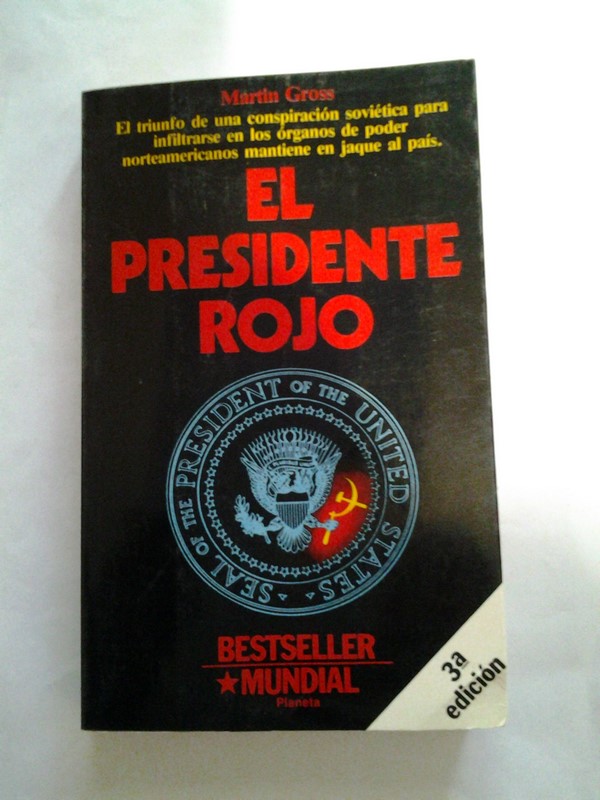 Martin Gross
El triunfo de una conspiración soviética para
infiltrarse en los órganos de poder
norteamericanos mantiene en jaque al país.
EL
PRESIDENTE
ROJO
SEAL OF THE PRESIDENT OF THE UNITED STATES
BESTSELLER
MUNDIAL
Planeta
3a
edición